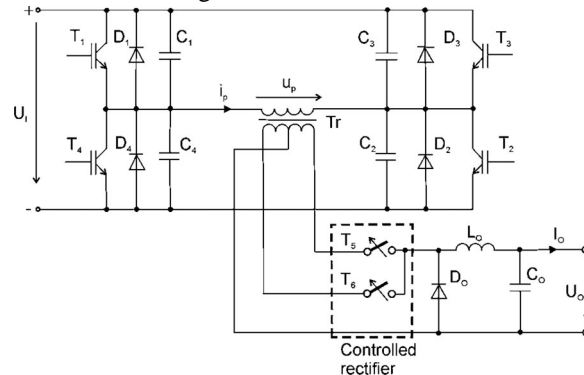 +
T1 D1 C1 C3 D3 T3
ip up
UI
Tr
T4 D4 C4 C2 D2 T2
-
T5
LO IO
T6
DO CO UO
Controlled
rectifier